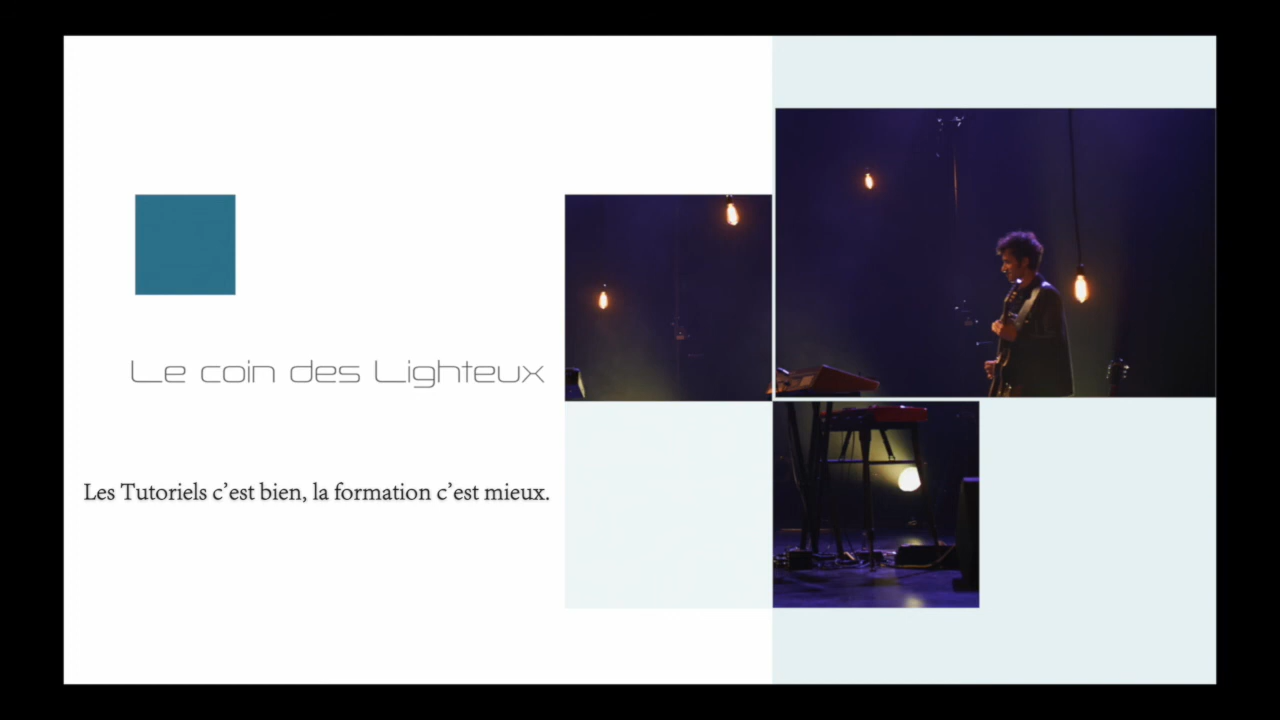 Le coin des Lighteux
Les Tutoriels c’est bien, la formation c’est mieux.